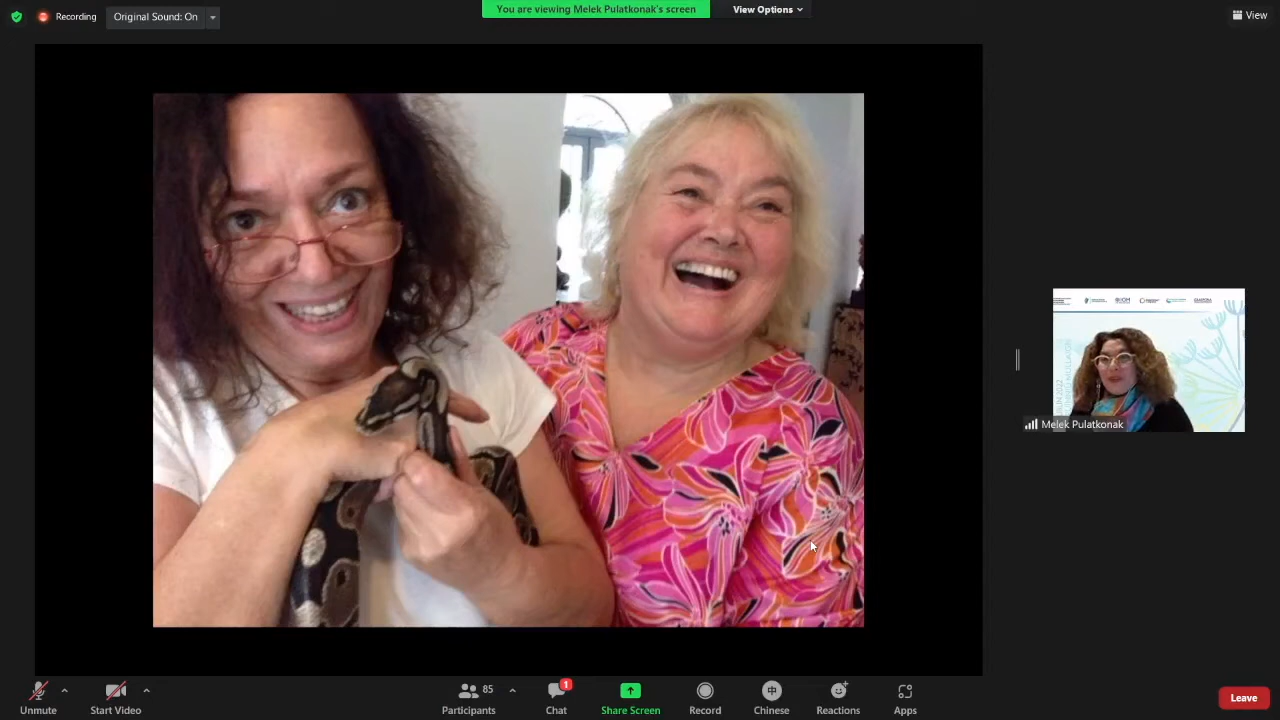 Recording
Original Sound: On
You are viewing Melek Pulatkonak's screen
View Options
View
Melek Pulatkonak
Unmute
Start Video
85
Participants
1
Chat
Share Screen
Record
中
Chinese
Reactions
Apps
Leave